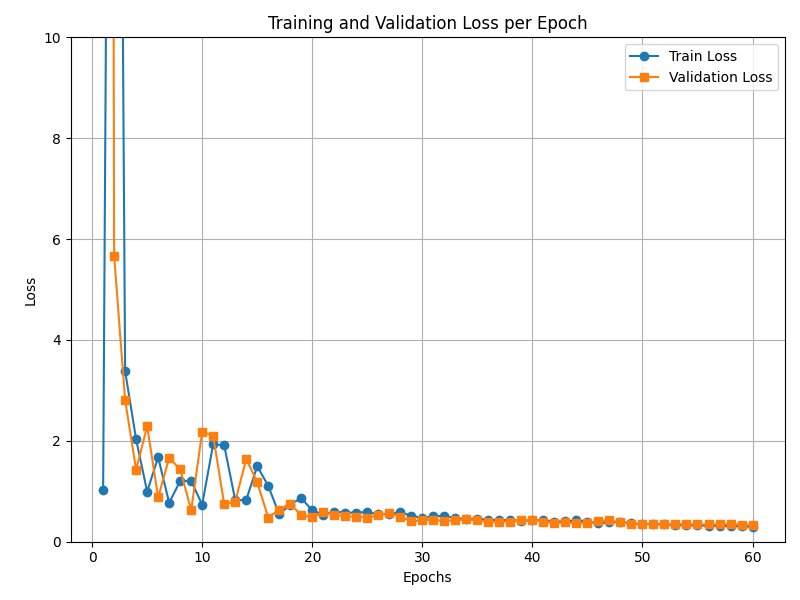 Training and Validation Loss per Epoch
Train Loss
Validation Loss
10
8
6
4
2
0
Loss
0 10 20 30 40 50 60
Epochs